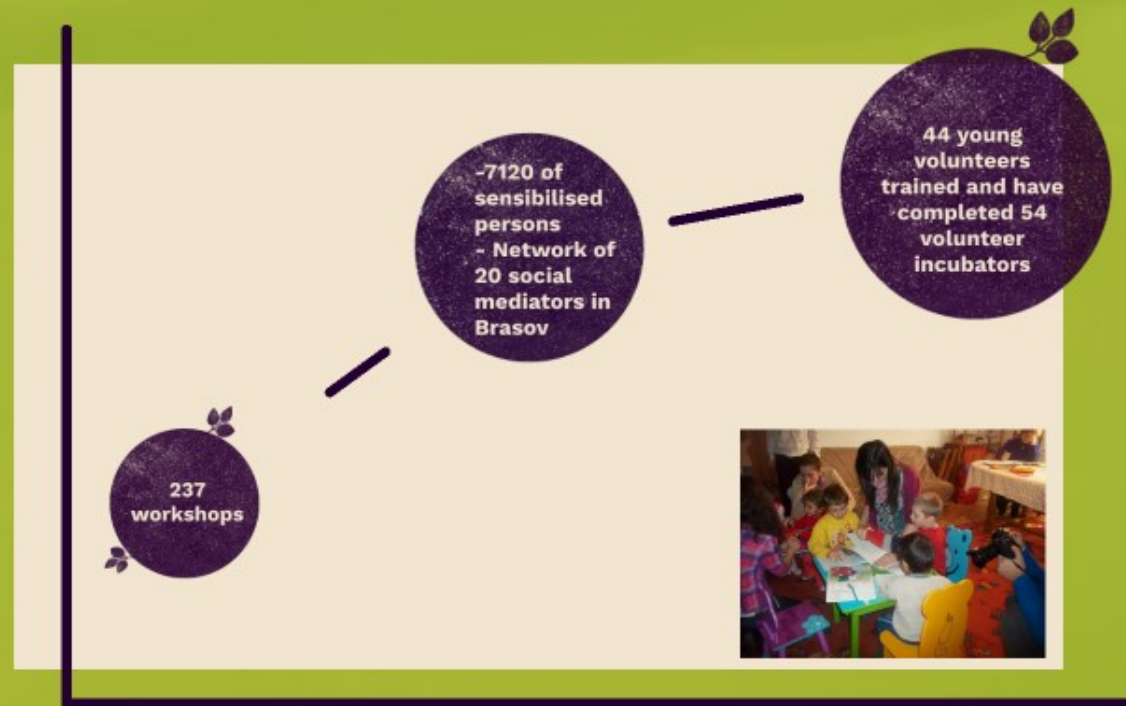 237
workshops
-7120 of
sensibilised
persons
- Network of
20 social
mediators in
Brasov
44 young
volunteers
trained and have
completed 54
volunteer
incubators